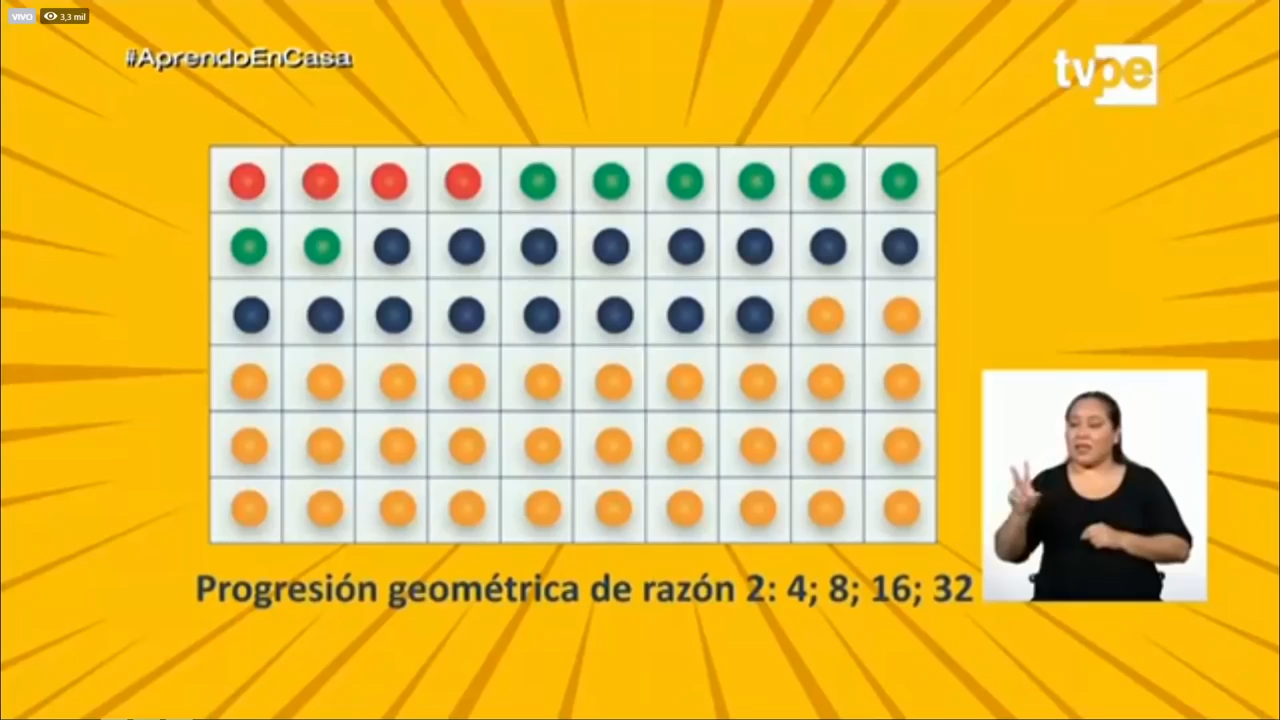 VIVO 3,3 mil
#AprendoEnCasa
tvpe
Progresión geométrica de razón 2: 4; 8; 16; 32